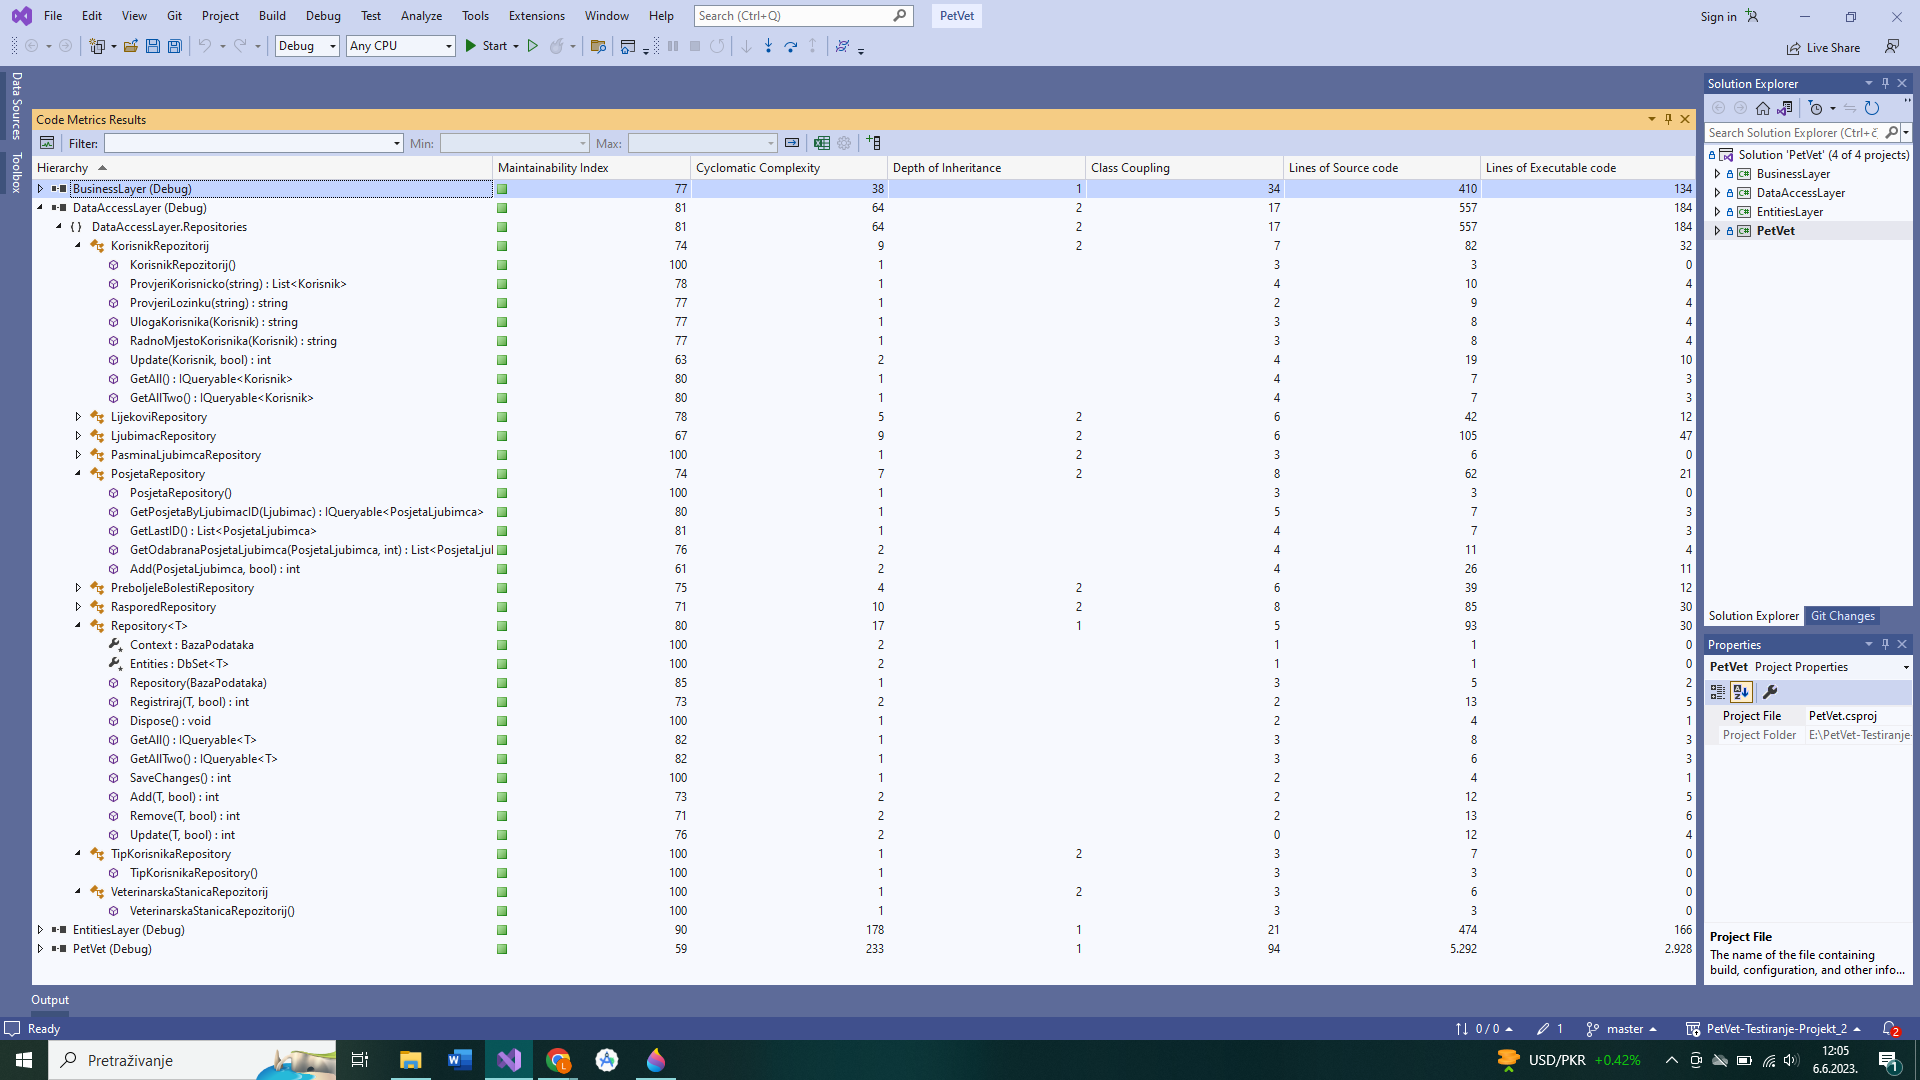 File Edit View Git Project Build Debug Test Analyze Tools Extensions Window Help Search (Ctrl+Q) PetVet Sign in
Debug Any CPU Start Live Share
Data Sources
Toolbox
Code Metrics Results
Filter: Min: Max:
Hierarchy Maintainability Index Cyclomatic Complexity Depth of Inheritance Class Coupling Lines of Source code Lines of Executable code
BusinessLayer (Debug) 77 38 1 34 410 134
DataAccessLayer (Debug) 81 64 2 17 557 184
{ } DataAccessLayer.Repositories 81 64 2 17 557 184
KorisnikRepozitorij 74 9 2 7 82 32
KorisnikRepozitorij() 100 1 3 3 0
ProvjeriKorisnicko(string) : List<Korisnik> 78 1 4 10 4
ProvjeriLozinku(string) : string 77 1 2 9 4
UlogaKorisnika(Korisnik) : string 77 1 3 8 4
RadnoMjestoKorisnika(Korisnik) : string 77 1 3 8 4
Update(Korisnik, bool) : int 63 2 4 19 10
GetAll() : IQueryable<Korisnik> 80 1 4 7 3
GetAllTwo() : IQueryable<Korisnik> 80 1 4 7 3
LijekoviRepository 78 5 2 6 42 12
LjubimacRepository 67 9 2 6 105 47
PasminaLjubimcaRepository 100 1 2 3 6 0
PosjetaRepository 74 7 2 8 62 21
PosjetaRepository() 100 1 3 3 0
GetPosjetaByLjubimacID(Ljubimac) : IQueryable<PosjetaLjubimca> 80 1 5 7 3
GetLastID() : List<PosjetaLjubimca> 81 1 4 7 3
GetOdabranaPosjetaLjubimca(PosjetaLjubimca, int) : List<PosjetaLjul 76 2 4 11 4
Add(PosjetaLjubimca, bool) : int 61 2 4 26 11
PreboljeleBolestiRepository 75 4 2 6 39 12
RasporedRepository 71 10 2 8 85 30
Repository<T> 80 17 1 5 93 30
Context : BazaPodataka 100 2 1 1 0
Entities : DbSet<T> 100 2 1 1 0
Repository(BazaPodataka) 85 1 3 5 2
Registriraj(T, bool) : int 73 2 2 13 5
Dispose() : void 100 1 2 4 1
GetAll() : IQueryable<T> 82 1 3 8 3
GetAllTwo() : IQueryable<T> 82 1 3 6 3
SaveChanges() : int 100 1 2 4 1
Add(T, bool) : int 73 2 2 12 5
Remove(T, bool) : int 71 2 2 13 6
Update(T, bool) : int 76 2 0 12 4
TipKorisnikaRepository 100 1 2 3 7 0
TipKorisnikaRepository() 100 1 3 3 0
VeterinarskaStanicaRepozitorij 100 1 2 3 6 0
VeterinarskaStanicaRepozitorij() 100 1 3 3 0
EntitiesLayer (Debug) 90 178 1 21 474 166
PetVet (Debug) 59 233 1 94 5.292 2.928
Solution Explorer
Search Solution Explorer (Ctrl+č
Solution 'PetVet' (4 of 4 projects)
C# BusinessLayer
C# DataAccessLayer
C# EntitiesLayer
C# PetVet
Solution Explorer Git Changes
Properties
PetVet Project Properties
Project File PetVet.csproj
Project Folder E:\PetVet-Testiranje-
Project File
The name of the file containing
build, configuration, and other info...
Output
Ready 0 / 0 1 master PetVet-Testiranje-Projekt_2 2
Pretraživanje USD/PKR +0.42% 12:05
6.6.2023. 1